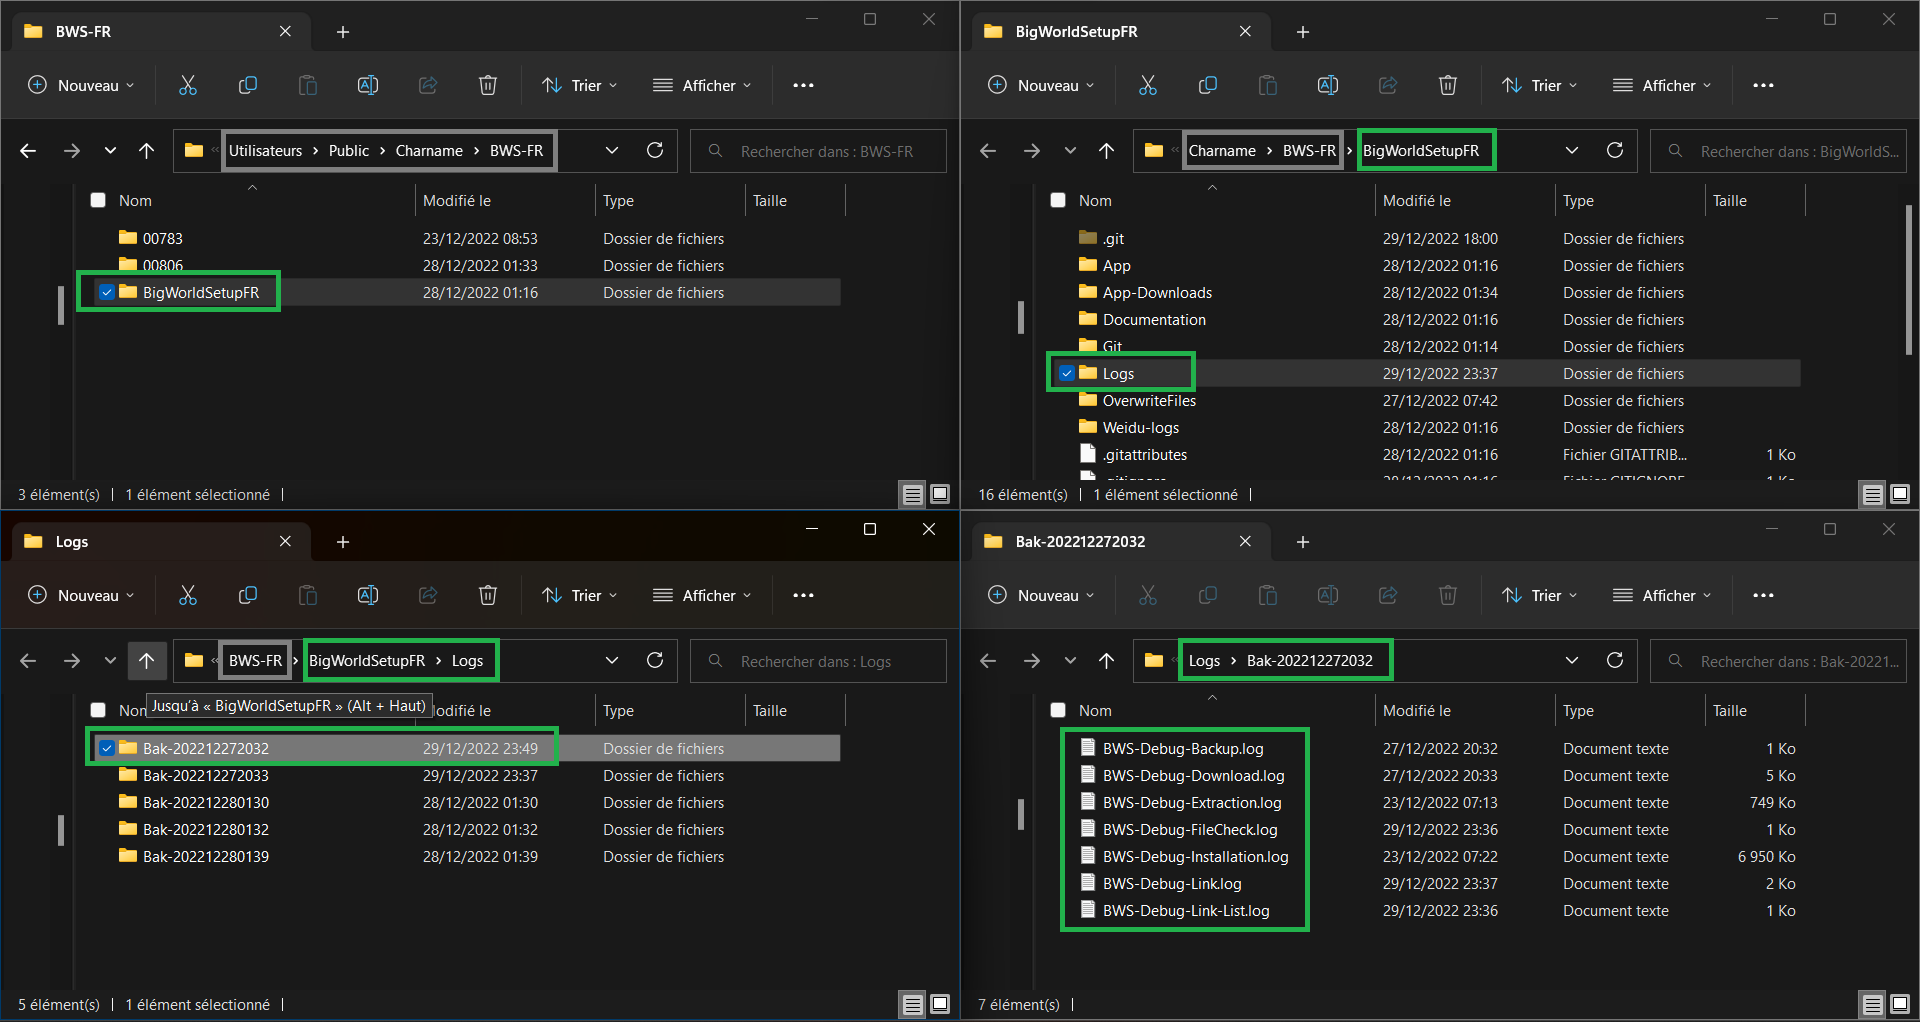 BWS-FR
Nouveau
Trier
Afficher
Utilisateurs > Public > Charname > BWS-FR
Rechercher dans : BWS-FR
Nom Modifié le Type Taille
00783 23/12/2022 08:53 Dossier de fichiers
00806 28/12/2022 01:33 Dossier de fichiers
BigWorldSetupFR 28/12/2022 01:16 Dossier de fichiers
3 élément(s) | 1 élément sélectionné |
BigWorldSetupFR
Nouveau
Trier
Afficher
Charname > BWS-FR > BigWorldSetupFR
Rechercher dans : BigWorldS...
Nom Modifié le Type Taille
.git 29/12/2022 18:00 Dossier de fichiers
App 28/12/2022 01:16 Dossier de fichiers
App-Downloads 28/12/2022 01:34 Dossier de fichiers
Documentation 28/12/2022 01:16 Dossier de fichiers
Git 28/12/2022 01:14 Dossier de fichiers
Logs 29/12/2022 23:37 Dossier de fichiers
OverwriteFiles 27/12/2022 07:42 Dossier de fichiers
Weidu-logs 28/12/2022 01:16 Dossier de fichiers
.gitattributes 28/12/2022 01:16 Fichier GITATTRIB... 1 Ko
16 élément(s) | 1 élément sélectionné |
Logs
Nouveau
Trier
Afficher
« BWS-FR > BigWorldSetupFR > Logs
Rechercher dans : Logs
Jusqu'à « BigWorldSetupFR » (Alt + Haut)
Type Taille
Bak-202212272032 29/12/2022 23:49 Dossier de fichiers
Bak-202212272033 29/12/2022 23:37 Dossier de fichiers
Bak-202212280130 28/12/2022 01:30 Dossier de fichiers
Bak-202212280132 28/12/2022 01:32 Dossier de fichiers
Bak-202212280139 28/12/2022 01:39 Dossier de fichiers
5 élément(s) | 1 élément sélectionné |
Bak-202212272032
Nouveau
Trier
Afficher
« Logs > Bak-202212272032
Rechercher dans : Bak-20221...
Nom Modifié le Type Taille
BWS-Debug-Backup.log 27/12/2022 20:32 Document texte 1 Ko
BWS-Debug-Download.log 27/12/2022 20:33 Document texte 5 Ko
BWS-Debug-Extraction.log 23/12/2022 07:13 Document texte 749 Ko
BWS-Debug-FileCheck.log 29/12/2022 23:36 Document texte 1 Ko
BWS-Debug-Installation.log 23/12/2022 07:22 Document texte 6 950 Ko
BWS-Debug-Link.log 29/12/2022 23:37 Document texte 2 Ko
BWS-Debug-Link-List.log 29/12/2022 23:36 Document texte 1 Ko
7 élément(s) |